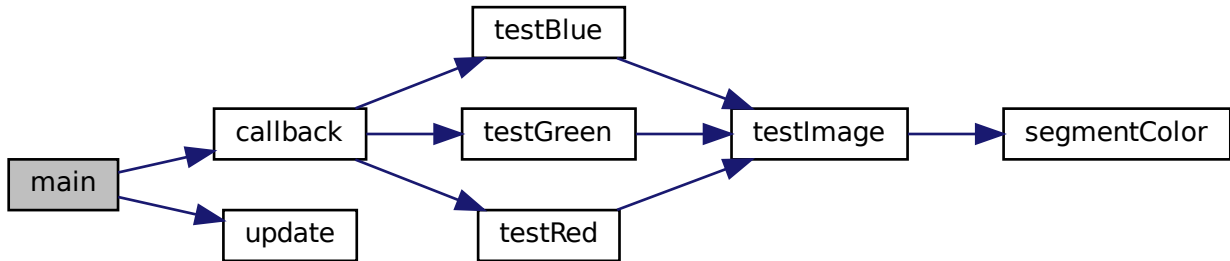 main
callback
update
testBlue
testGreen
testRed
testImage
segmentColor